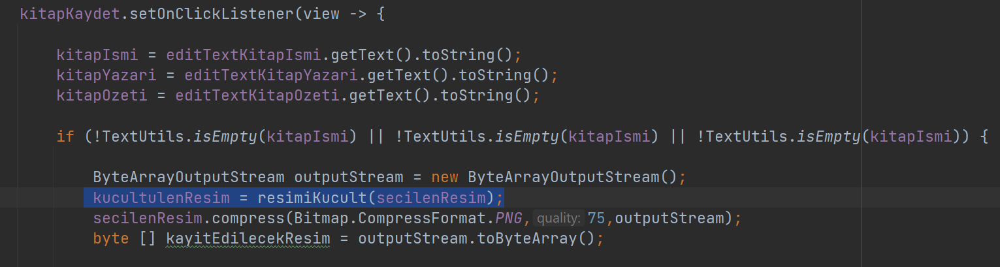 kitapKaydet.setOnClickListener(view -> {
kitapIsmi = editTextKitapIsmi.getText().toString();
kitapYazari = editTextKitapYazari.getText().toString();
kitapOzeti = editTextKitapOzeti.getText().toString();
if (!TextUtils.isEmpty(kitapIsmi) || !TextUtils.isEmpty(kitapIsmi) || !TextUtils.isEmpty(kitapIsmi)) {
ByteArrayOutputStream outputStream = new ByteArrayOutputStream();
kucultulenResim = resimiKucult(secilenResim);
secilenResim.compress(Bitmap.CompressFormat.PNG, quality: 75,outputStream);
byte [] kayitEdilecekResim = outputStream.toByteArray();